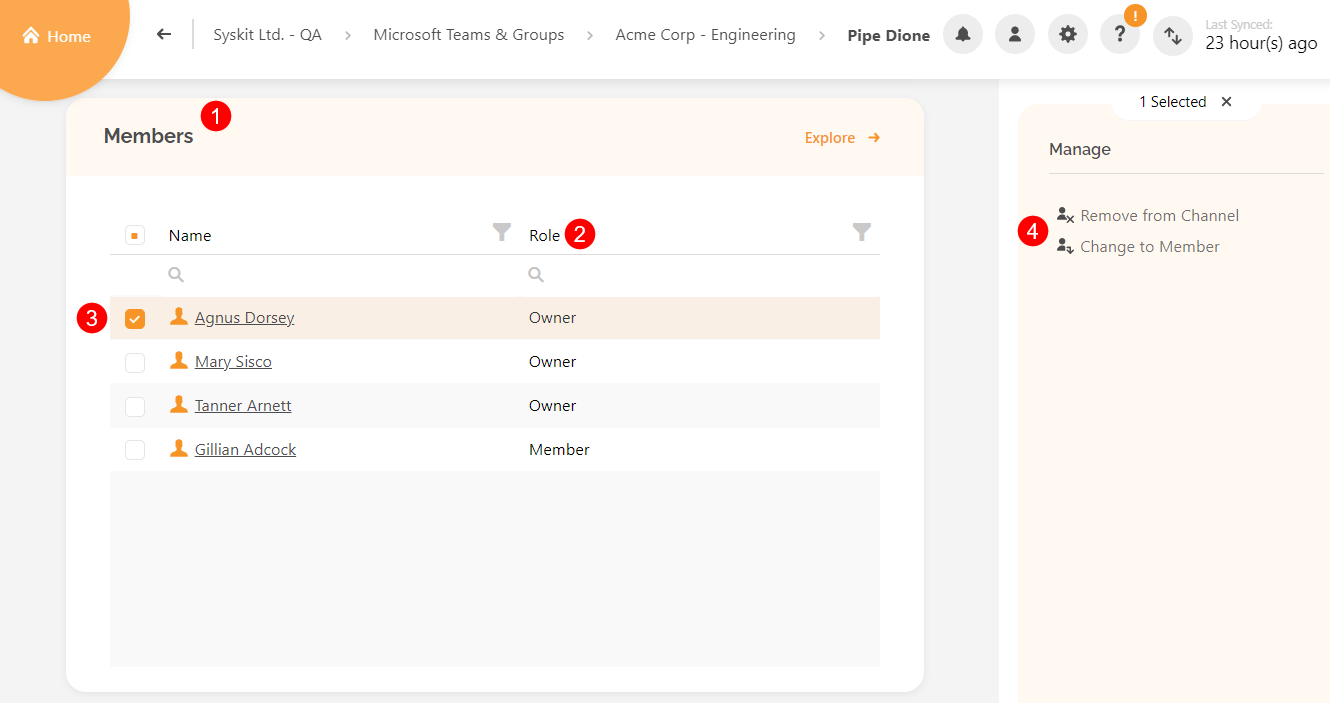 Home
Syskit Ltd. - QA > Microsoft Teams & Groups > Acme Corp - Engineering > Pipe Dione
?
!
Last Synced:
23 hour(s) ago
Members
1
Explore
Name
Role
2
3
Agnus Dorsey Owner
Mary Sisco Owner
Tanner Arnett Owner
Gillian Adcock Member
1 Selected
Manage
4
Remove from Channel
Change to Member